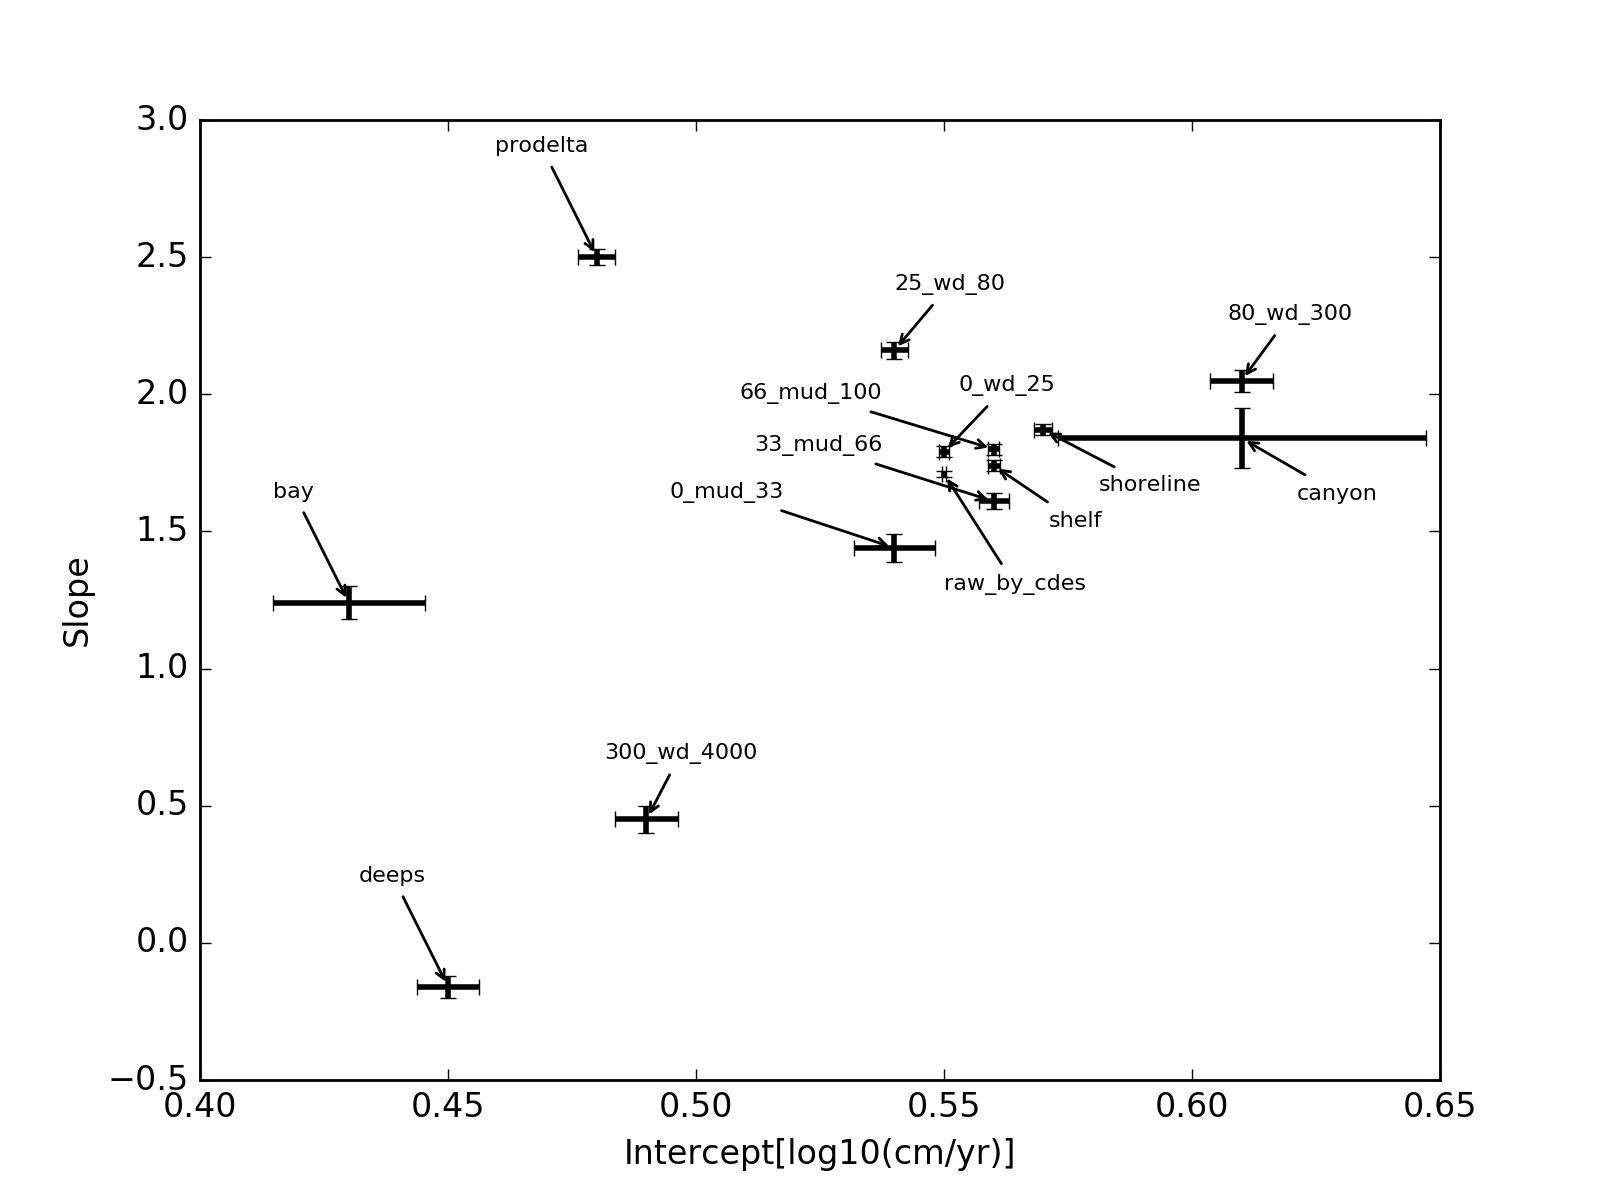 3.0
prodelta
2.5
25_wd_80
80_wd_300
2.0
66_mud_100
0_wd_25
33_mud_66
shoreline
canyon
0_mud_33
bay
shelf
1.5
raw_by_cdes
Slope
1.0
300_wd_4000
0.5
deeps
0.0
−0.5
0.40 0.45 0.50 0.55 0.60 0.65
Intercept[log10(cm/yr)]